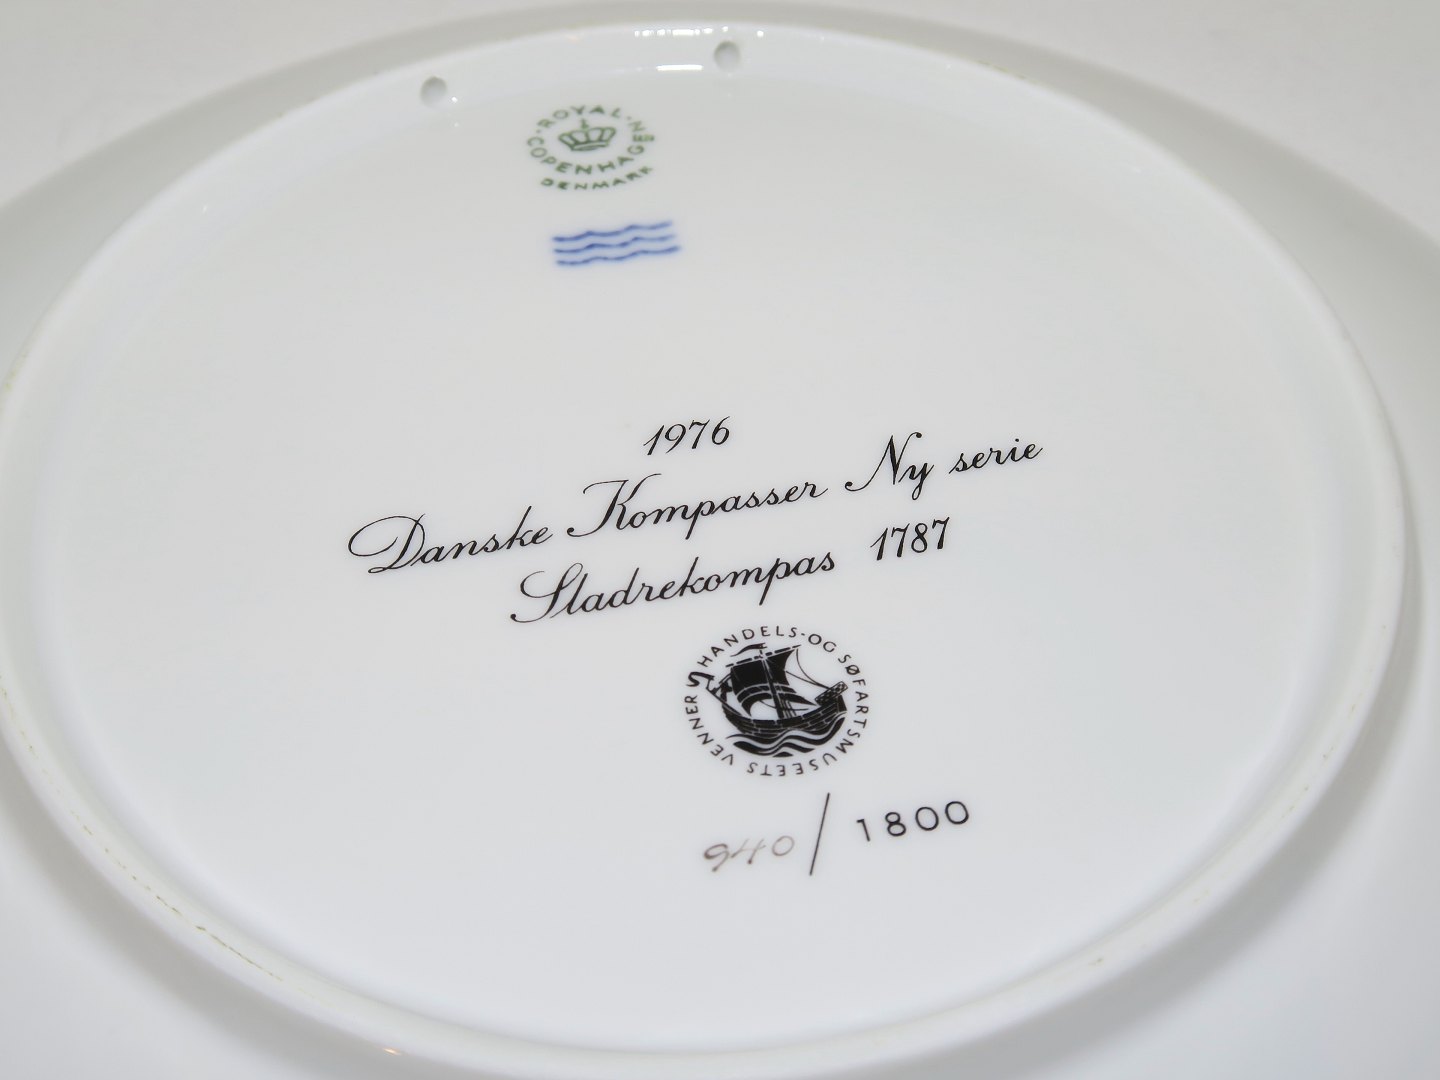 ROYAL
COPENHAGEN
DENMARK
1976
Danske Kompasser Ny serie
Sladrekompas 1787
HANDELS-OG SØFARTSMUSEETS VENNER
940/1800